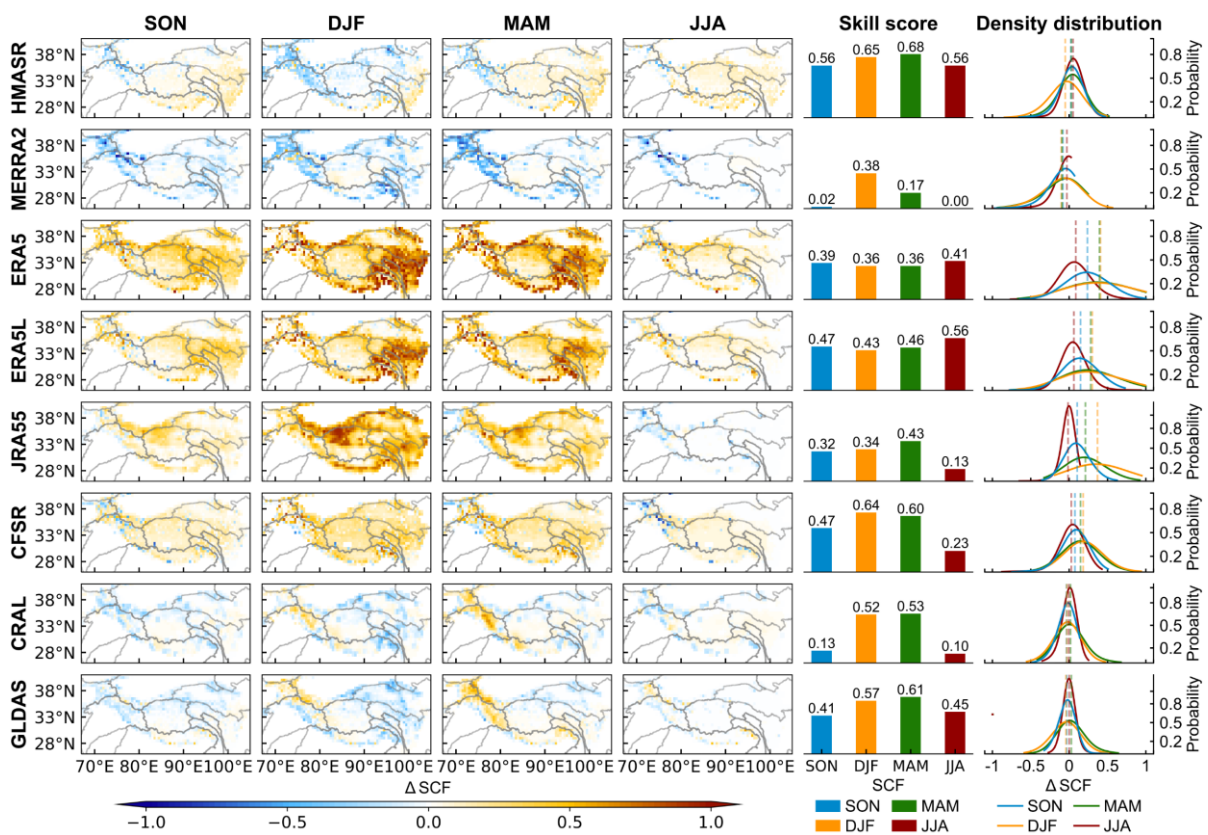 SON DJF MAM JJA Skill score Density distribution
HMASR 38°N 33°N 28°N 0.56 0.65 0.68 0.56 0.8 0.5 0.2 Probability
MERRA2 38°N 33°N 28°N 0.02 0.38 0.17 0.00 0.8 0.5 0.2 Probability
ERA5 38°N 33°N 28°N 0.39 0.36 0.36 0.41 0.8 0.5 0.2 Probability
ERA5L 38°N 33°N 28°N 0.47 0.43 0.46 0.56 0.8 0.5 0.2 Probability
JRA55 38°N 33°N 28°N 0.32 0.34 0.43 0.13 0.8 0.5 0.2 Probability
CFSR 38°N 33°N 28°N 0.47 0.64 0.60 0.23 0.8 0.5 0.2 Probability
CRAL 38°N 33°N 28°N 0.13 0.52 0.53 0.10 0.8 0.5 0.2 Probability
GLDAS 38°N 33°N 28°N 0.41 0.57 0.61 0.45 0.8 0.5 0.2 Probability
70°E 80°E 90°E 100°E 70°E 80°E 90°E 100°E 70°E 80°E 90°E 100°E 70°E 80°E 90°E 100°E SON DJF MAM JJA -1 -0.5 0 0.5 1
Δ SCF SCF Δ SCF
−1.0 −0.5 0.0 0.5 1.0
SON MAM SON MAM
DJF JJA DJF JJA